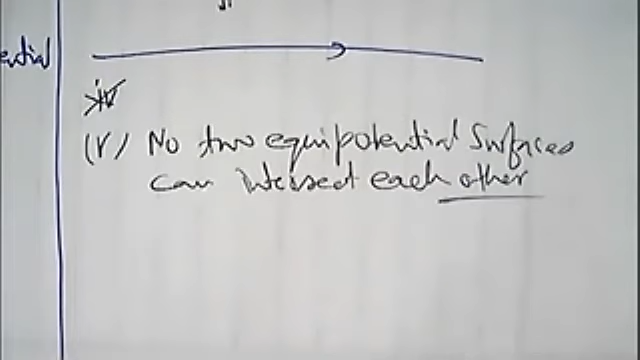 ential
(V) No two equipotential Surfaces
can intersect each other